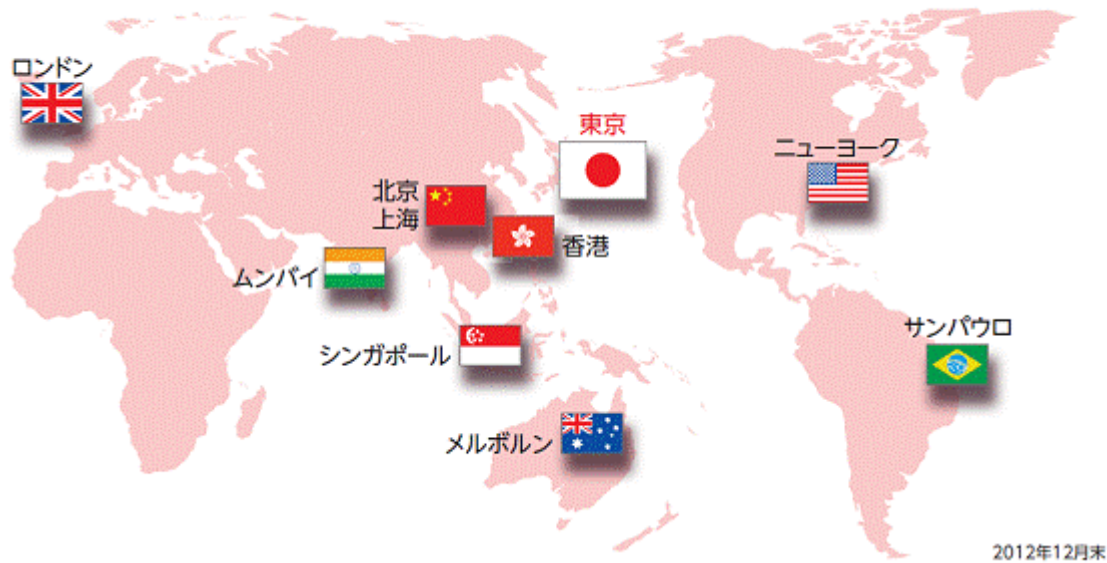 ロンドン
東京
ニューヨーク
北京
上海
香港
ムンバイ
サンパウロ
シンガポール
メルボルン
2012年12月末